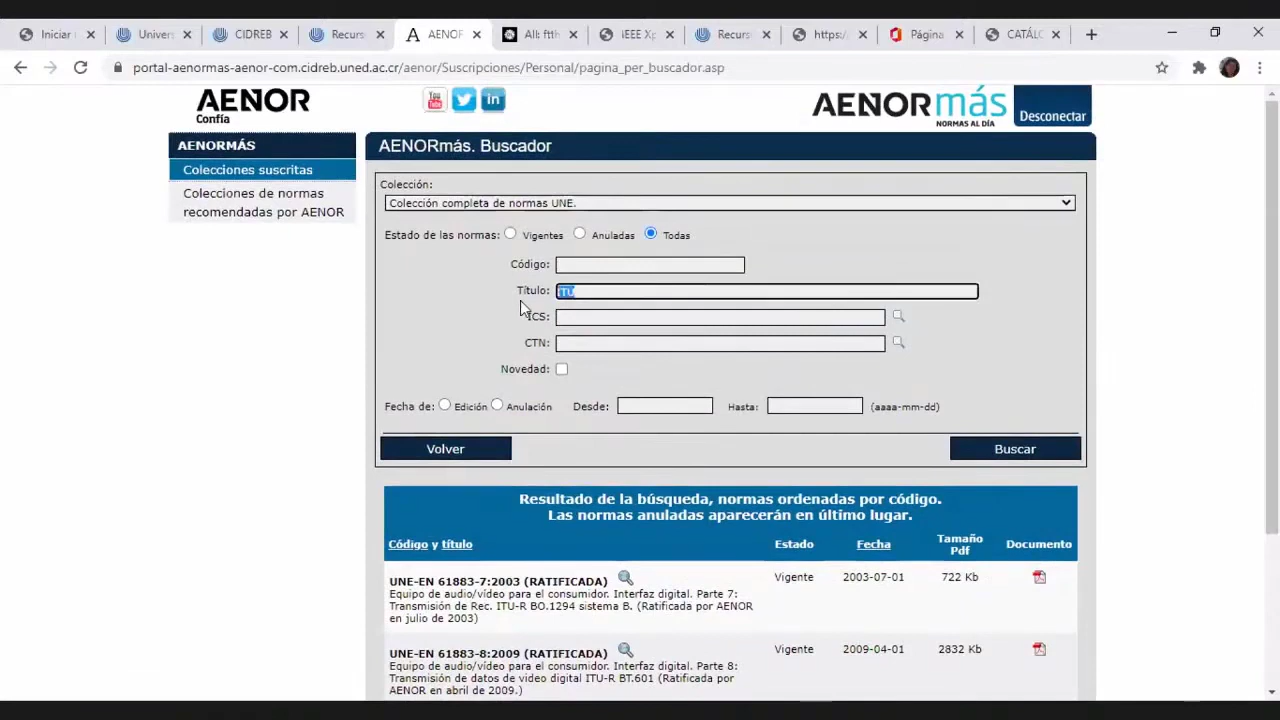 Iniciar
Univers
CIDREB
Recurs
AENOR
All: ftth
IEEE Xp
Recurs
https:/
Página
CATÁLO
portal-aenormas-aenor-com.cidreb.uned.ac.cr/aenor/Suscripciones/Personal/pagina_per_buscador.asp
AENOR
Confía
You
Tube
in
AENORmás
NORMAS AL DÍA
Desconectar
AENORMÁS
Colecciones suscritas
Colecciones de normas
recomendadas por AENOR
AENORmás. Buscador
Colección:
Colección completa de normas UNE.
Estado de las normas: Vigentes Anuladas Todas
Código:
Título: ITU
ICS:
CTN:
Novedad:
Fecha de: Edición Anulación Desde: Hasta: (aaaa-mm-dd)
Volver
Buscar
Resultado de la búsqueda, normas ordenadas por código.
Las normas anuladas aparecerán en último lugar.
Código y título Estado Fecha Tamaño Pdf Documento
UNE-EN 61883-7:2003 (RATIFICADA) Vigente 2003-07-01 722 Kb
Equipo de audio/vídeo para el consumidor. Interfaz digital. Parte 7:
Transmisión de Rec. ITU-R BO.1294 sistema B. (Ratificada por AENOR
en julio de 2003)
UNE-EN 61883-8:2009 (RATIFICADA) Vigente 2009-04-01 2832 Kb
Equipo de audio/vídeo para el consumidor. Interfaz digital. Parte 8:
Transmisión de datos de video digital ITU-R BT.601 (Ratificada por
AENOR en abril de 2009.)